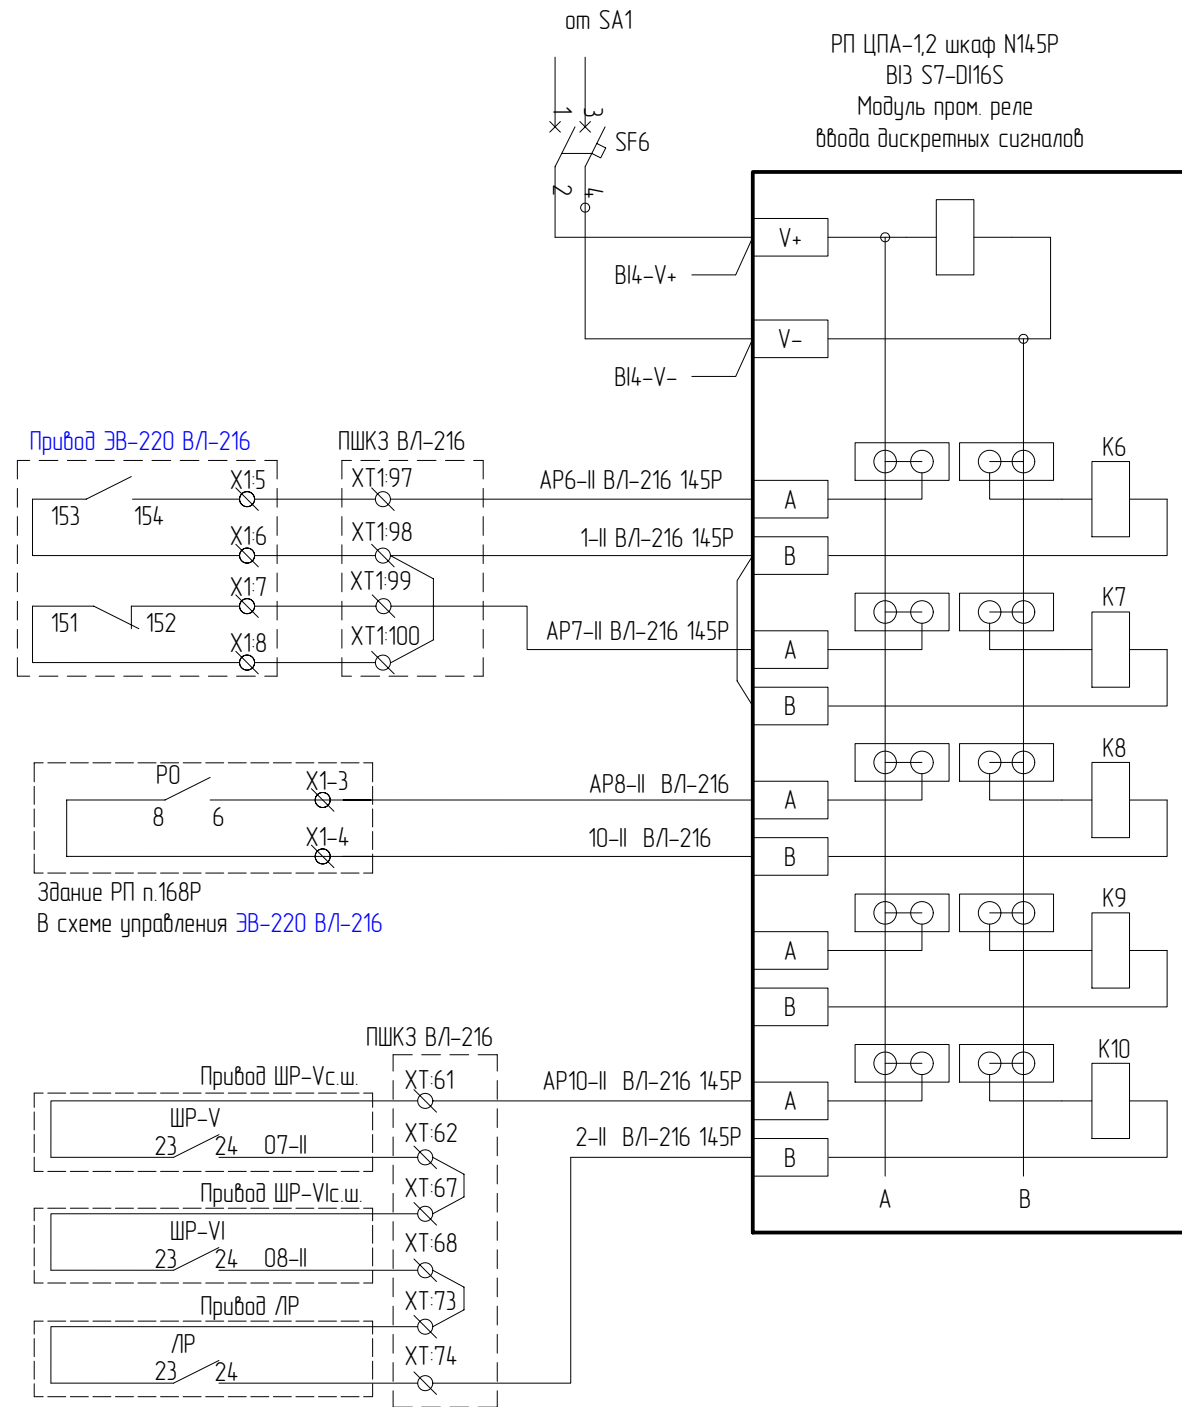 от SA1
РП ЦПА-1,2 шкаф N145Р
BI3 S7-DI16S
Модуль пром. реле
ввода дискретных сигналов
1
3
SF6
2
4
V+
BI4-V+
V-
BI4-V-
Привод ЭВ-220 ВЛ-216
ПШКЗ ВЛ-216
K6
X1:5
XT1:97
АР6-II ВЛ-216 145Р
A
153
154
X1:6
XT1:98
1-II ВЛ-216 145Р
B
X1:7
XT1:99
K7
151
152
АР7-II ВЛ-216 145Р
A
X1:8
XT1:100
B
K8
РО
X1-3
АР8-II ВЛ-216
A
8
6
X1-4
10-II ВЛ-216
B
Здание РП п.168Р
В схеме управления ЭВ-220 ВЛ-216
K9
A
B
ПШКЗ ВЛ-216
K10
Привод ШР-Vс.ш.
XT:61
АР10-II ВЛ-216 145Р
A
ШР-V
23
24
07-II
XT:62
2-II ВЛ-216 145Р
B
Привод ШР-VIс.ш.
XT:67
A
B
ШР-VI
23
24
08-II
XT:68
Привод ЛР
XT:73
ЛР
23
24
XT:74